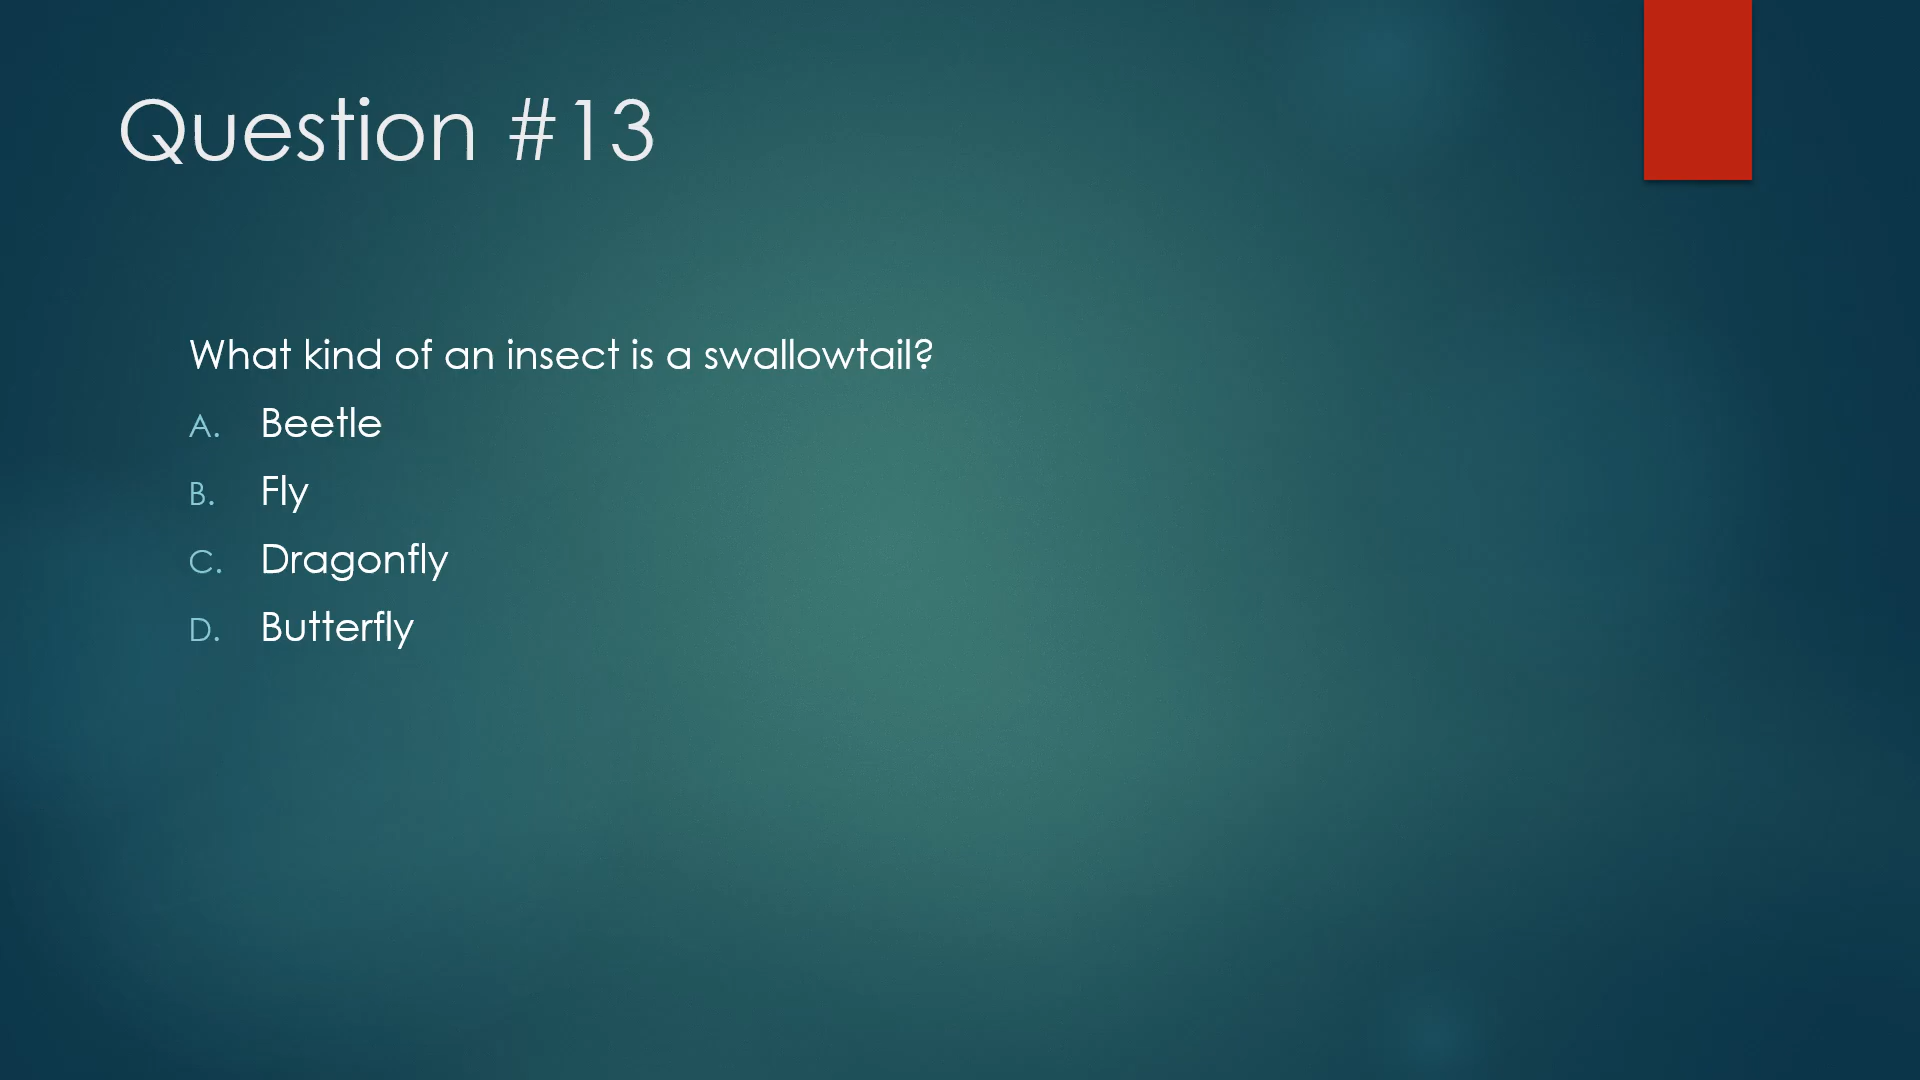 Question #13
What kind of an insect is a swallowtail?
A. Beetle
B. Fly
C. Dragonfly
D. Butterfly